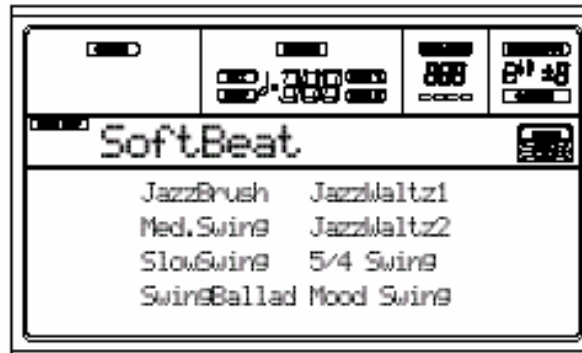 SoftBeat
JazzBrush JazzWaltz1
Med.Swing JazzWaltz2
SlowSwing 5/4 Swing
SwingBallad Mood Swing